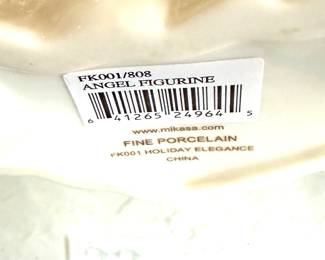 FK001/808
ANGEL FIGURINE
6 41265 24964 5
www.mikasa.com
FINE PORCELAIN
FK001 HOLIDAY ELEGANCE
CHINA